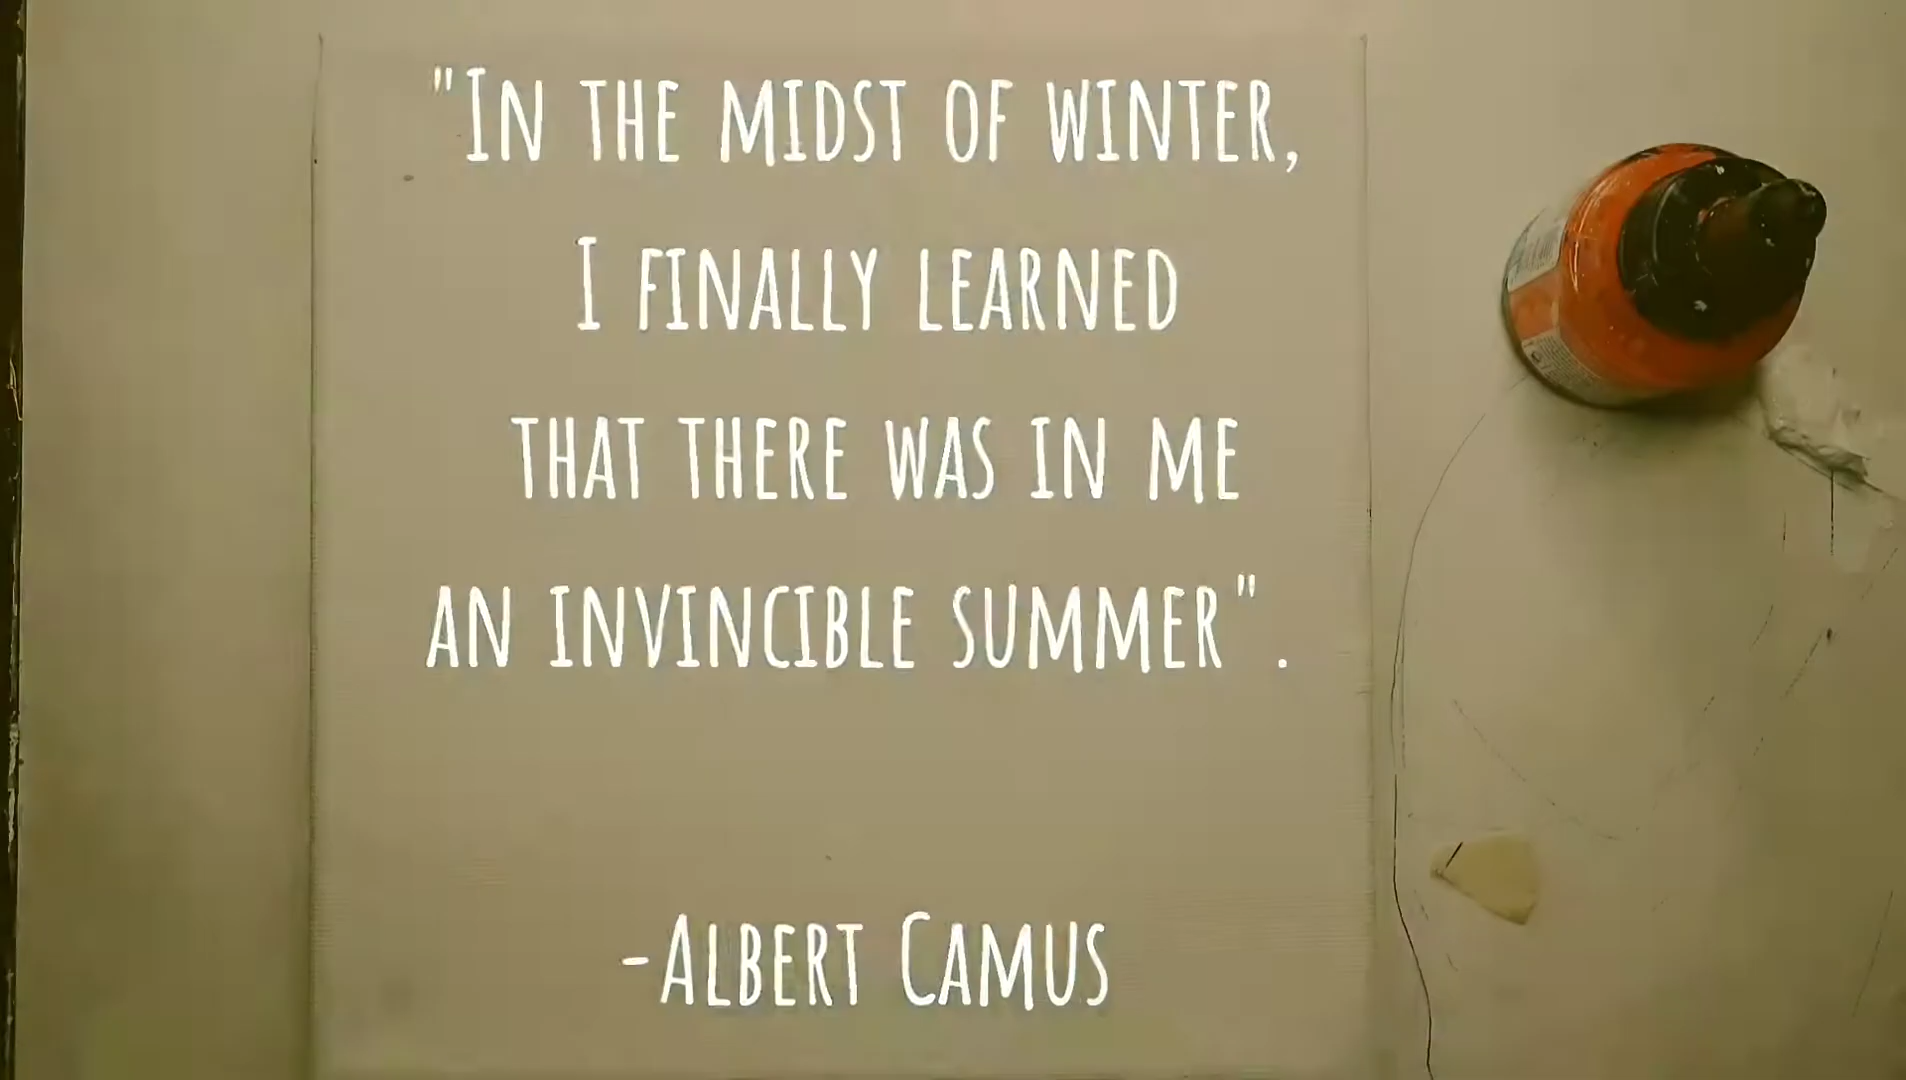 "In the midst of winter,
I finally learned
that there was in me
an invincible summer".
-Albert Camus